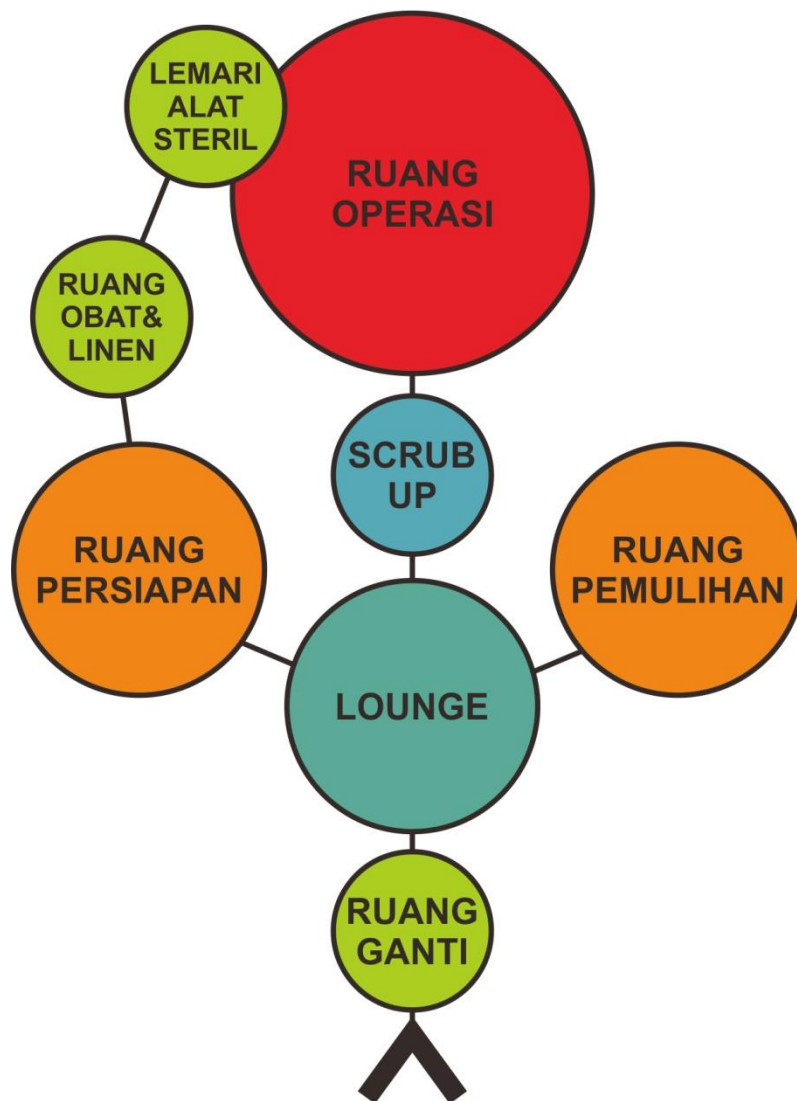 LEMARI
ALAT
STERIL
RUANG
OPERASI
RUANG
OBAT&
LINEN
SCRUB
UP
RUANG
PERSIAPAN
RUANG
PEMULIHAN
LOUNGE
RUANG
GANTI